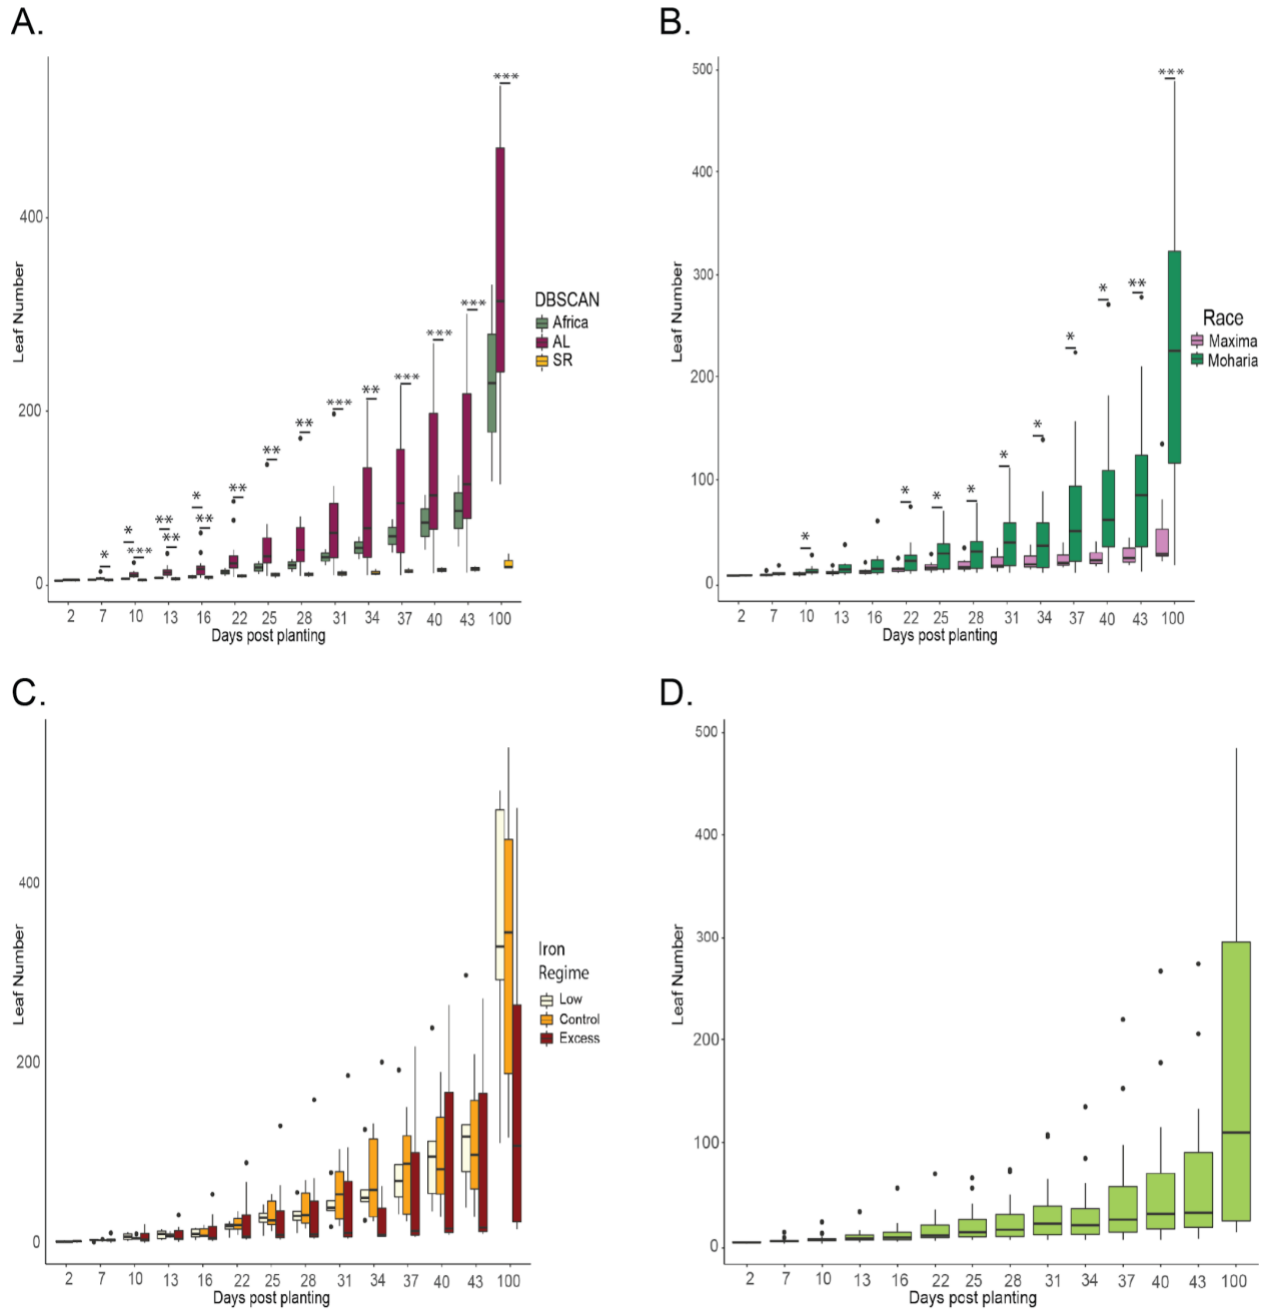 A.
***
***
***
***
***
**
**
**
**
*
**
**
**
*
***
*
400
200
0
Leaf Number
2 7 10 13 16 22 25 28 31 34 37 40 43 100
Days post planting
DBSCAN
Africa
AL
SR
B.
***
**
*
*
*
*
*
*
*
*
500
400
300
200
100
0
Leaf Number
2 7 10 13 16 22 25 28 31 34 37 40 43 100
Days post planting
Race
Maxima
Moharia
C.
400
200
0
Leaf Number
2 7 10 13 16 22 25 28 31 34 37 40 43 100
Days post planting
Iron
Regime
Low
Control
Excess
D.
500
400
300
200
100
0
Leaf Number
2 7 10 13 16 22 25 28 31 34 37 40 43 100
Days post planting